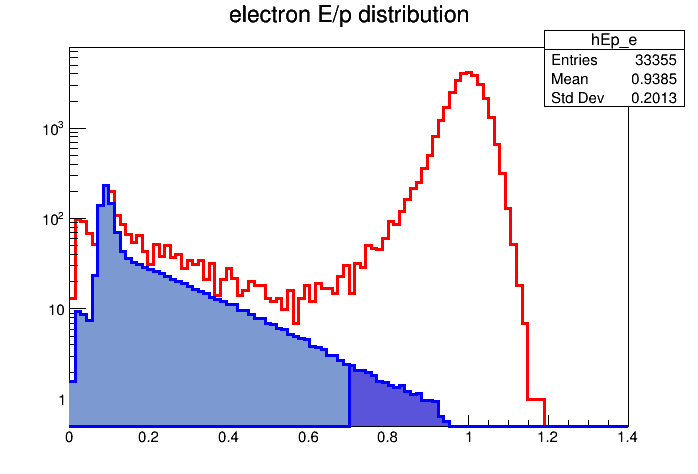 electron E/p distribution
hEp_e
Entries 33355
Mean 0.9385
Std Dev 0.2013
10³
10²
10
1
0 0.2 0.4 0.6 0.8 1 1.2 1.4